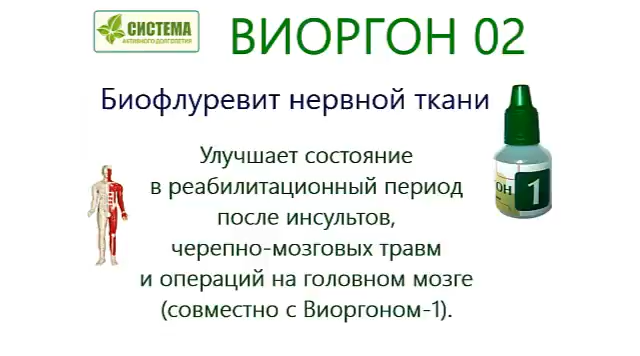 СИСТЕМА
АКТИВНОГО ДОЛГОЛЕТИЯ
ВИОРГОН 02
Биофлуревит нервной ткани
Улучшает состояние
в реабилитационный период
после инсультов,
черепно-мозговых травм
и операций на головном мозге
(совместно с Виоргоном-1).
ОН 1